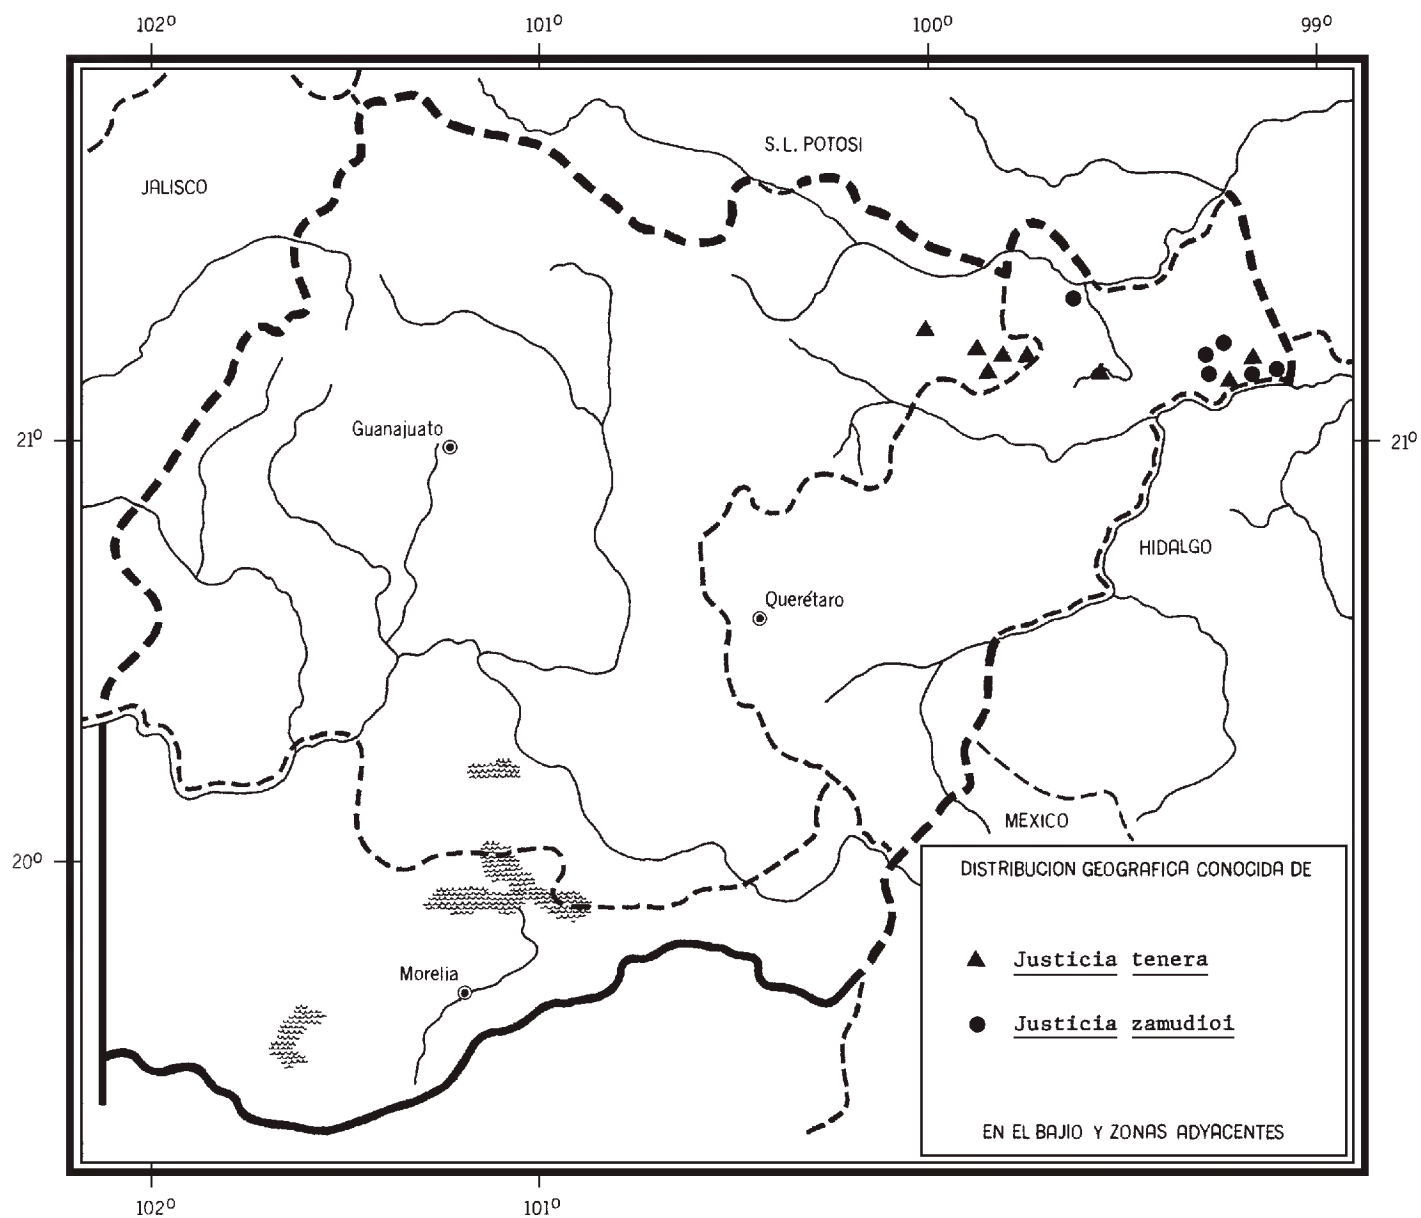 102º 101º 100º 99º
S.L. POTOSI
JALISCO
Guanajuato
21º 21º
HIDALGO
Querétaro
MEXICO
20º
DISTRIBUCION GEOGRAFICA CONOCIDA DE
Justicia tenera
Morelia
Justicia zamudioi
EN EL BAJIO Y ZONAS ADYACENTES
102º 101º